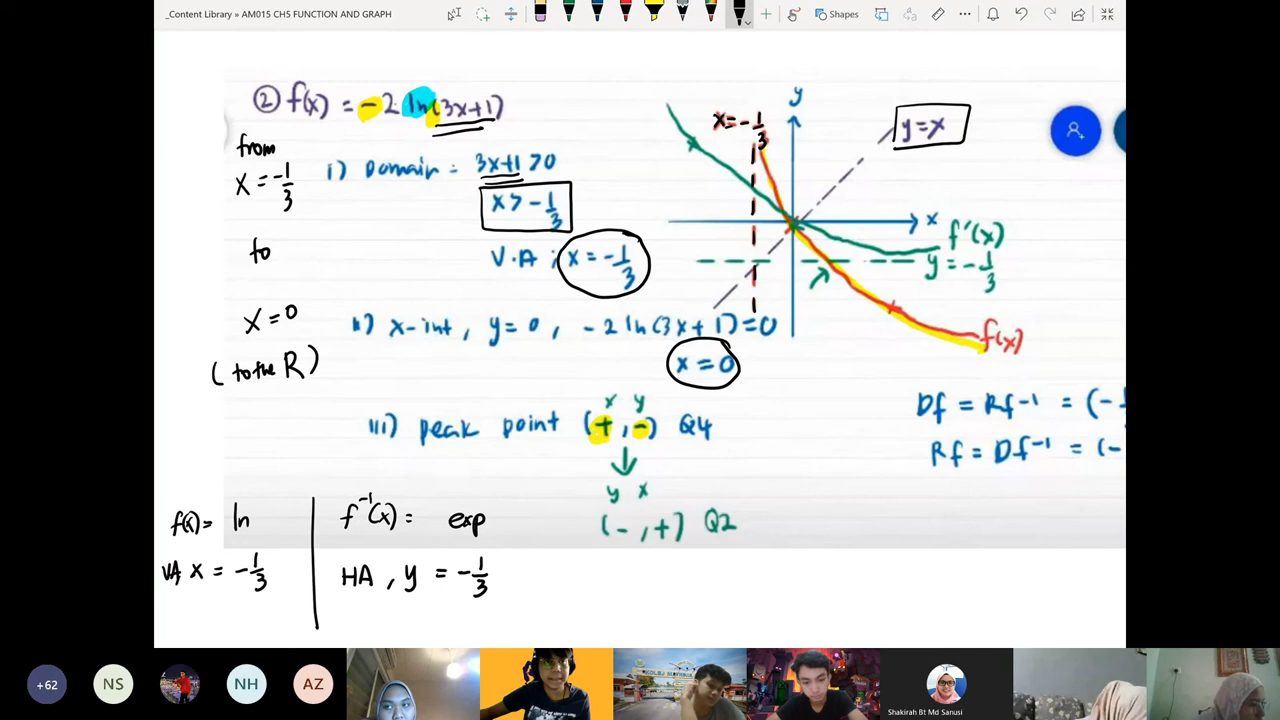 _Content Library » AM015 CH5 FUNCTION AND GRAPH
Shapes
② f(x) = -2 ln(3x+1)
from
x = -1/3
to
x = 0
(to the R)
i) Domain = 3x+1 > 0
x > -1/3
V.A ; x = -1/3
ii) x-int, y = 0, -2 ln(3x+1) = 0
x = 0
iii) peak point (+, -) Q4
x y
y x
(-, +) Q2
x = -1/3
y
y = x
x
f'(x)
y = -1/3
f(x)
Df = Rf⁻¹ = (-
Rf = Df⁻¹ = (-
f(x) = ln
VA x = -1/3
f⁻¹(x) = exp
HA, y = -1/3
+62
NS
NH
AZ
Shakirah Bt Md Sanusi